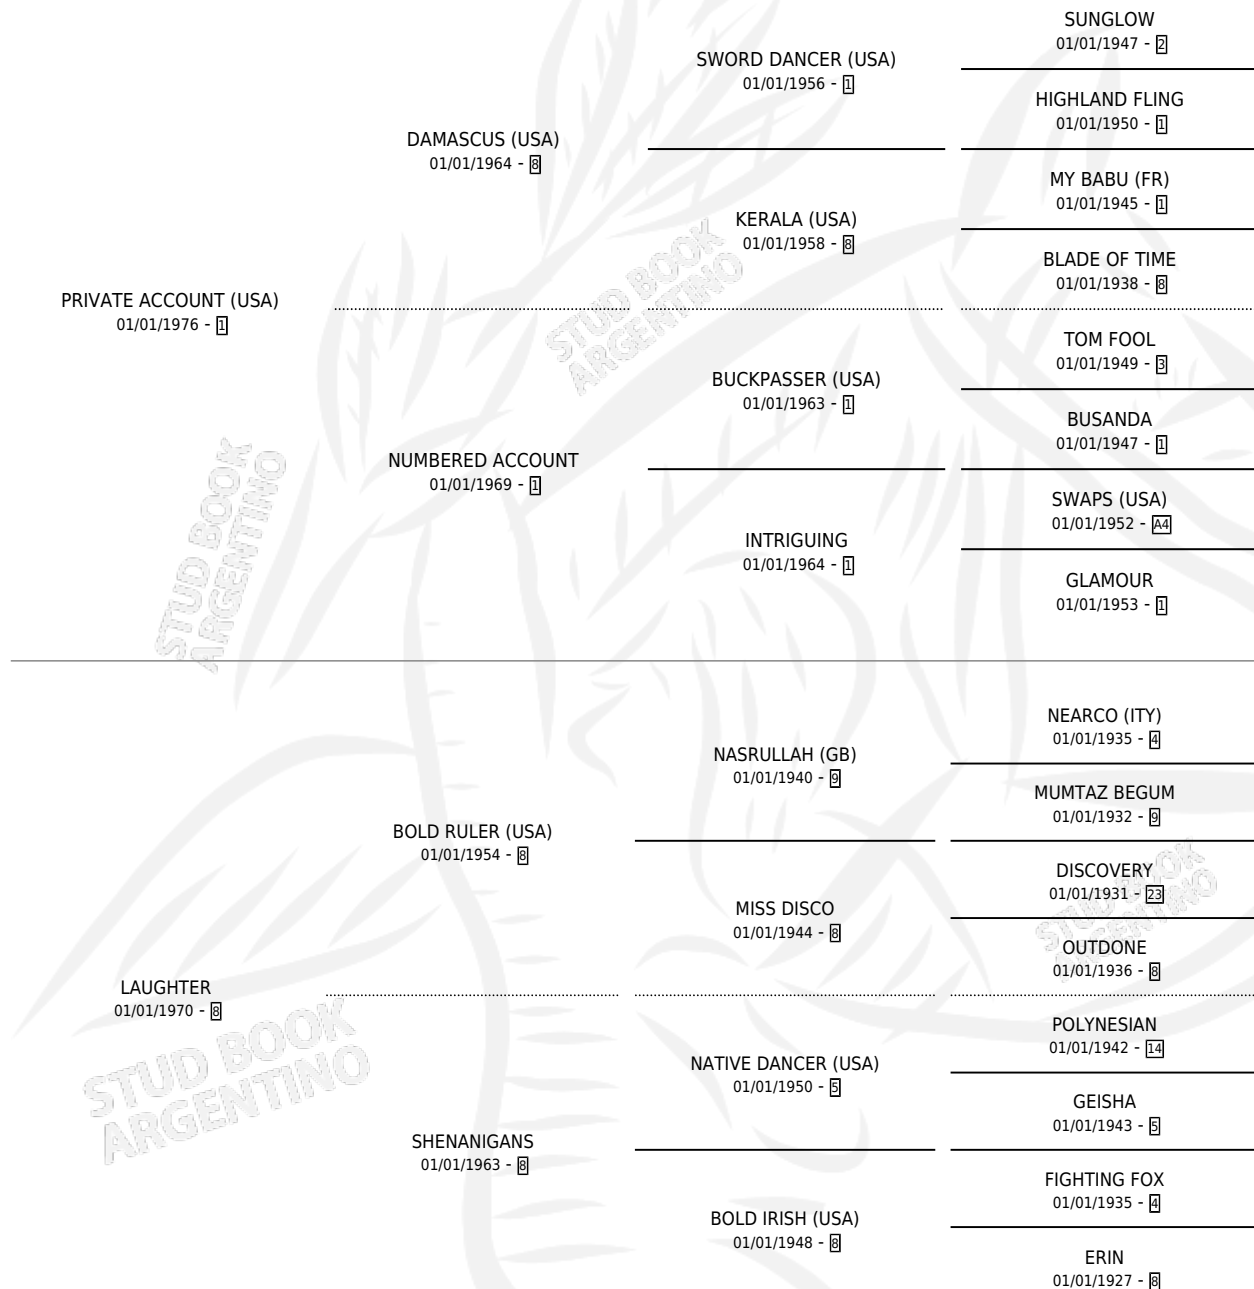 PRIVATE ACCOUNT (USA)
01/01/1976 - 1
DAMASCUS (USA)
01/01/1964 - 8
SWORD DANCER (USA)
01/01/1956 - 1
SUNGLOW
01/01/1947 - 2
HIGHLAND FLING
01/01/1950 - 1
KERALA (USA)
01/01/1958 - 8
MY BABU (FR)
01/01/1945 - 1
BLADE OF TIME
01/01/1938 - 8
NUMBERED ACCOUNT
01/01/1969 - 1
BUCKPASSER (USA)
01/01/1963 - 1
TOM FOOL
01/01/1949 - 3
BUSANDA
01/01/1947 - 1
INTRIGUING
01/01/1964 - 1
SWAPS (USA)
01/01/1952 - A4
GLAMOUR
01/01/1953 - 1
LAUGHTER
01/01/1970 - 8
BOLD RULER (USA)
01/01/1954 - 8
NASRULLAH (GB)
01/01/1940 - 9
NEARCO (ITY)
01/01/1935 - 4
MUMTAZ BEGUM
01/01/1932 - 9
MISS DISCO
01/01/1944 - 8
DISCOVERY
01/01/1931 - 23
OUTDONE
01/01/1936 - 8
SHENANIGANS
01/01/1963 - 8
NATIVE DANCER (USA)
01/01/1950 - 5
POLYNESIAN
01/01/1942 - 14
GEISHA
01/01/1943 - 5
BOLD IRISH (USA)
01/01/1948 - 8
FIGHTING FOX
01/01/1935 - 4
ERIN
01/01/1927 - 8
STUD BOOK
ARGENTINO
STUD BOOK
ARGENTINO
STUD BOOK
ARGENTINO
STUD BOOK
ARGENTINO